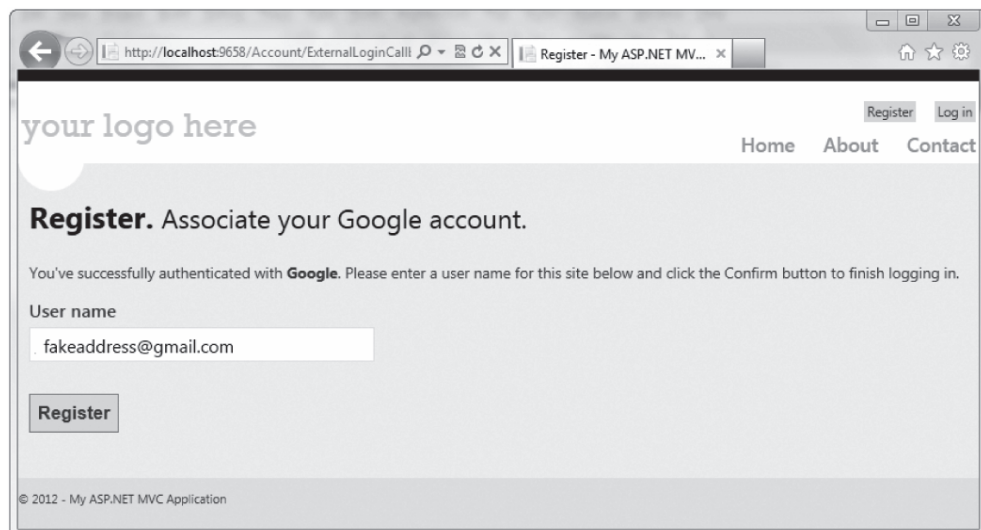 http://localhost:9658/Account/ExternalLoginCall
Register - My ASP.NET MV...
Register Log in
your logo here
Home About Contact
Register. Associate your Google account.
You've successfully authenticated with Google. Please enter a user name for this site below and click the Confirm button to finish logging in.
User name
fakeaddress@gmail.com
Register
© 2012 - My ASP.NET MVC Application